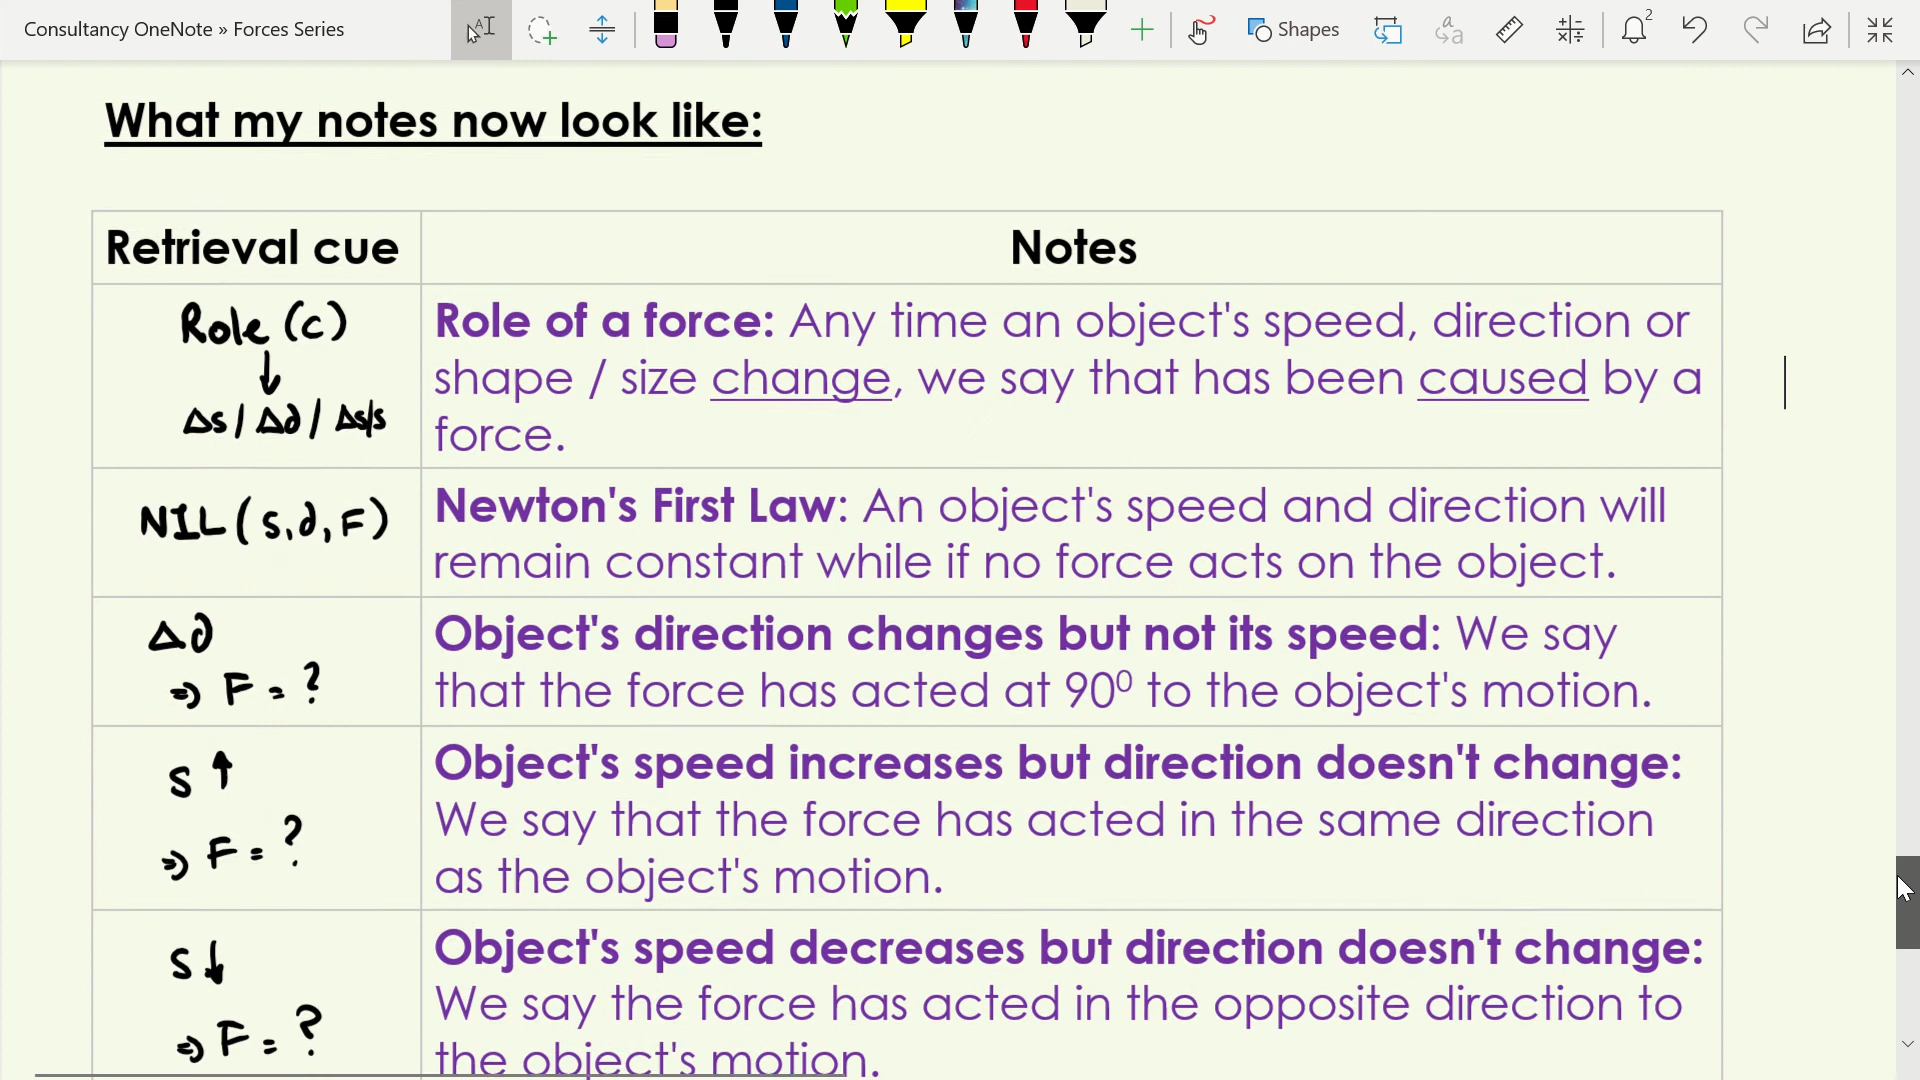 Consultancy OneNote » Forces Series
Shapes
2
What my notes now look like:
Retrieval cue
Notes
Role (c)
↓
Δs / Δd / Δs/s
Role of a force: Any time an object's speed, direction or
shape / size change, we say that has been caused by a
force.
N1L (s,d,F)
Newton's First Law: An object's speed and direction will
remain constant while if no force acts on the object.
Δd
⇒ F = ?
Object's direction changes but not its speed: We say
that the force has acted at 90⁰ to the object's motion.
s ↑
⇒ F = ?
Object's speed increases but direction doesn't change:
We say that the force has acted in the same direction
as the object's motion.
s ↓
⇒ F = ?
Object's speed decreases but direction doesn't change:
We say the force has acted in the opposite direction to
the object's motion.